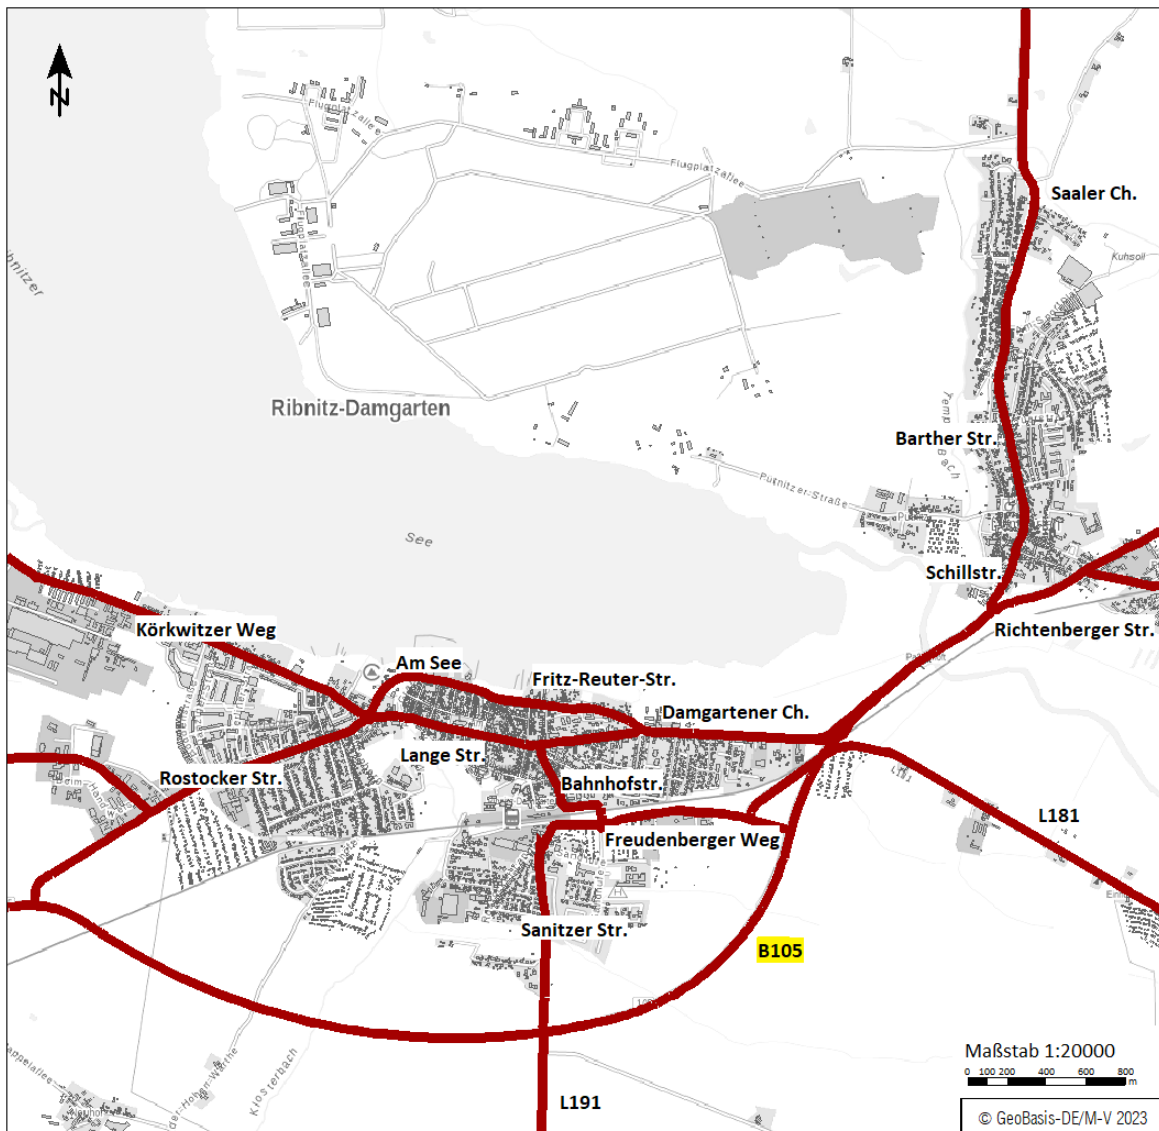 N
Flugplatzallee
Flugplatzallee
Saaler Ch.
Flugplatzallee
Kuhsoll
Ribnitz-Damgarten
Barther Str.
Putnitzer-Straße
See
Schillstr.
Körkwitzer Weg
Richtenberger Str.
Am See
Fritz-Reuter-Str.
Damgartener Ch.
Lange Str.
Rostocker Str.
Bahnhofstr.
L181
Freudenberger Weg
Sanitzer Str.
B105
Maßstab 1:20000
0 100 200 400 600 800
m
Klosterbach
L191
© GeoBasis-DE/M-V 2023